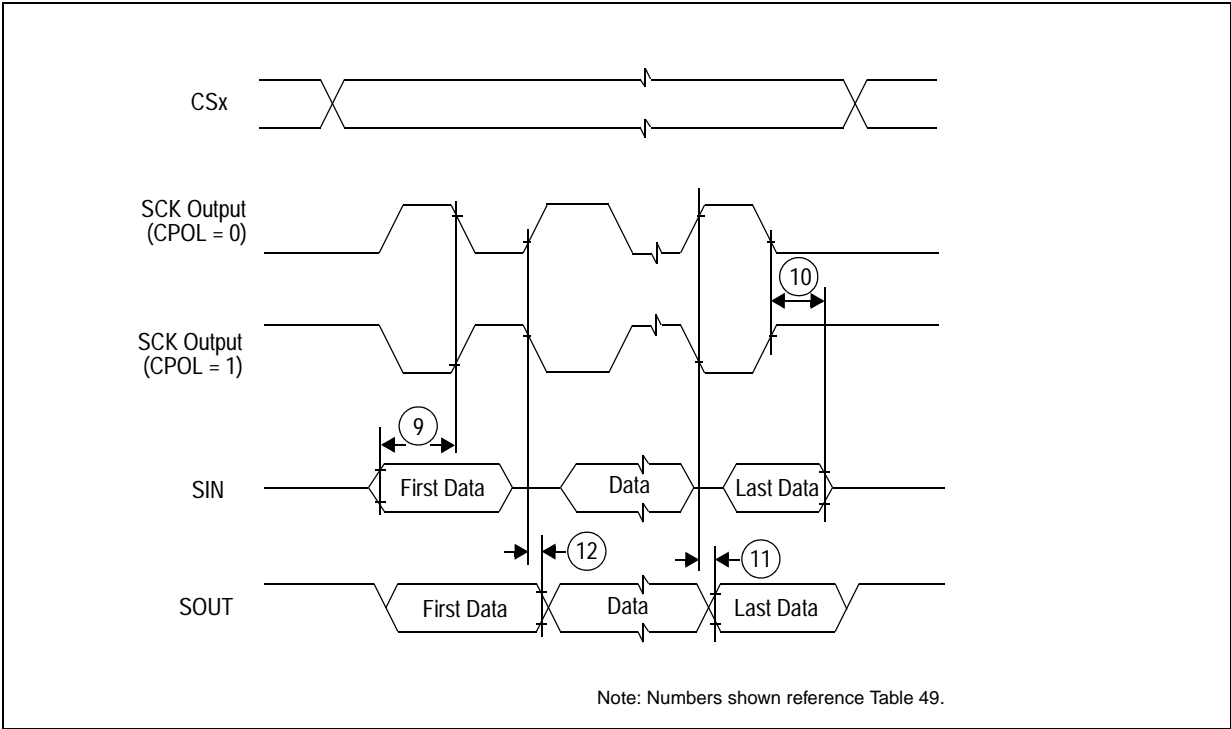 CSx
SCK Output
(CPOL = 0)
10
SCK Output
(CPOL = 1)
9
SIN
First Data
Data
Last Data
12
11
SOUT
First Data
Data
Last Data
Note: Numbers shown reference Table 49.